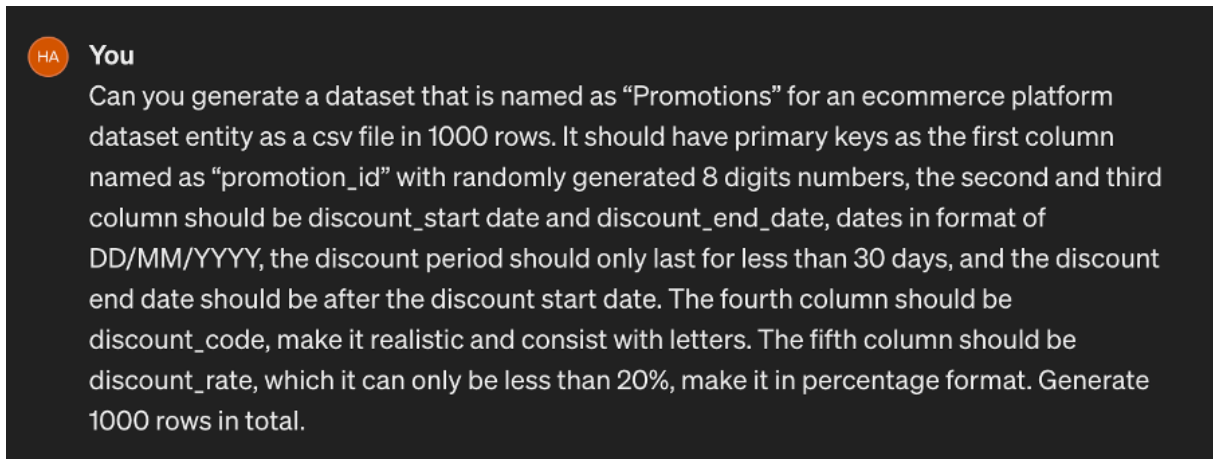 HA
You
Can you generate a dataset that is named as “Promotions” for an ecommerce platform
dataset entity as a csv file in 1000 rows. It should have primary keys as the first column
named as “promotion_id” with randomly generated 8 digits numbers, the second and third
column should be discount_start date and discount_end_date, dates in format of
DD/MM/YYYY, the discount period should only last for less than 30 days, and the discount
end date should be after the discount start date. The fourth column should be
discount_code, make it realistic and consist with letters. The fifth column should be
discount_rate, which it can only be less than 20%, make it in percentage format. Generate
1000 rows in total.